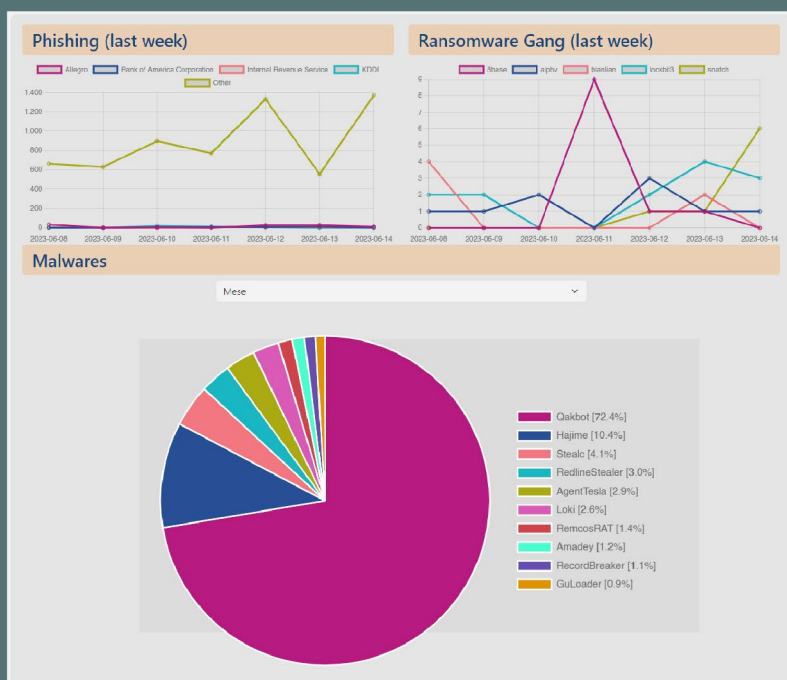 Phishing (last week)
Allegro Bank of America Corporation Internal Revenue Service KDDI
Other
1.400
1.200
1.000
800
600
400
200
0
2023-06-08 2023-06-09 2023-06-10 2023-06-11 2023-06-12 2023-06-13 2023-06-14
Ransomware Gang (last week)
8base alphv bianlian lockbit3 snatch
9
8
7
6
5
4
3
2
1
0
2023-06-08 2023-06-09 2023-06-10 2023-06-11 2023-06-12 2023-06-13 2023-06-14
Malwares
Mese
Qakbot [72.4%]
Hajime [10.4%]
Stealc [4.1%]
RedlineStealer [3.0%]
AgentTesla [2.9%]
Loki [2.6%]
RemcosRAT [1.4%]
Amadey [1.2%]
RecordBreaker [1.1%]
GuLoader [0.9%]